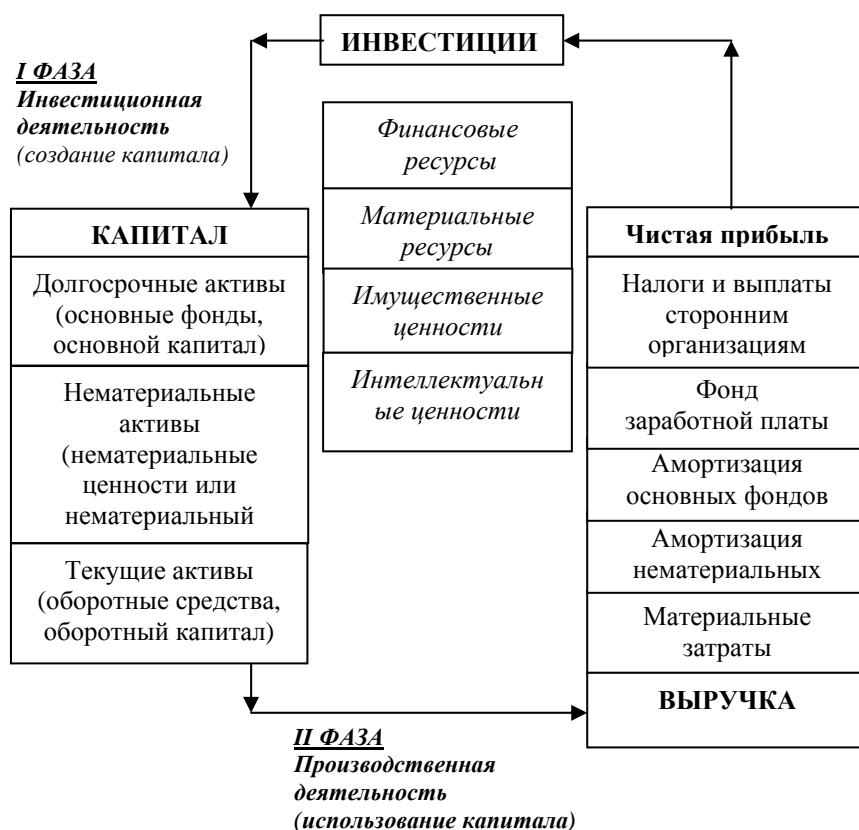 ИНВЕСТИЦИИ
I ФАЗА
Инвестиционная
деятельность
(создание капитала)
Финансовые
ресурсы
Материальные
ресурсы
Имущественные
ценности
Интеллектуальн
ые ценности
КАПИТАЛ
Долгосрочные активы
(основные фонды,
основной капитал)
Нематериальные
активы
(нематериальные
ценности или
нематериальный
Текущие активы
(оборотные средства,
оборотный капитал)
Чистая прибыль
Налоги и выплаты
сторонним
организациям
Фонд
заработной платы
Амортизация
основных фондов
Амортизация
нематериальных
Материальные
затраты
ВЫРУЧКА
II ФАЗА
Производственная
деятельность
(использование капитала)